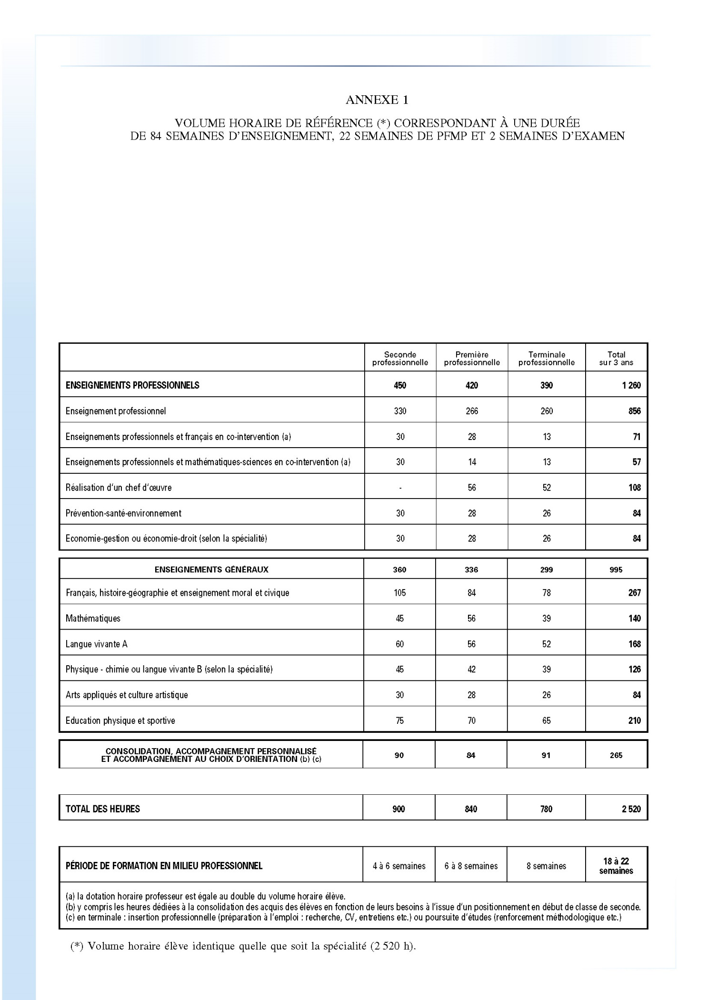 ANNEXE 1
VOLUME HORAIRE DE RÉFÉRENCE (*) CORRESPONDANT À UNE DURÉE
DE 84 SEMAINES D'ENSEIGNEMENT, 22 SEMAINES DE PFMP ET 2 SEMAINES D'EXAMEN
Seconde professionnelle Première professionnelle Terminale professionnelle Total sur 3 ans
ENSEIGNEMENTS PROFESSIONNELS 450 420 390 1 260
Enseignement professionnel 330 266 260 856
Enseignements professionnels et français en co-intervention (a) 30 28 13 71
Enseignements professionnels et mathématiques-sciences en co-intervention (a) 30 14 13 57
Réalisation d'un chef d'œuvre - 56 52 108
Prévention-santé-environnement 30 28 26 84
Economie-gestion ou économie-droit (selon la spécialité) 30 28 26 84
ENSEIGNEMENTS GÉNÉRAUX 360 336 299 995
Français, histoire-géographie et enseignement moral et civique 105 84 78 267
Mathématiques 45 56 39 140
Langue vivante A 60 56 52 168
Physique - chimie ou langue vivante B (selon la spécialité) 45 42 39 126
Arts appliqués et culture artistique 30 28 26 84
Education physique et sportive 75 70 65 210
CONSOLIDATION, ACCOMPAGNEMENT PERSONNALISÉ
ET ACCOMPAGNEMENT AU CHOIX D'ORIENTATION (b) (c) 90 84 91 265
TOTAL DES HEURES 900 840 780 2 520
PÉRIODE DE FORMATION EN MILIEU PROFESSIONNEL 4 à 6 semaines 6 à 8 semaines 8 semaines 18 à 22 semaines
(a) la dotation horaire professeur est égale au double du volume horaire élève.
(b) y compris les heures dédiées à la consolidation des acquis des élèves en fonction de leurs besoins à l'issue d'un positionnement en début de classe de seconde.
(c) en terminale : insertion professionnelle (préparation à l'emploi : recherche, CV, entretiens etc.) ou poursuite d'études (renforcement méthodologique etc.)
(*) Volume horaire élève identique quelle que soit la spécialité (2 520 h).